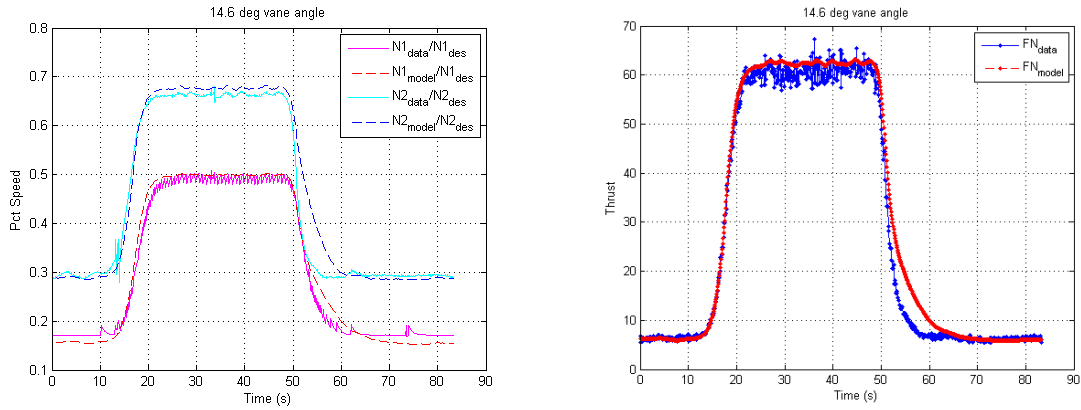 14.6 deg vane angle
Pct Speed
0.8
0.7
0.6
0.5
0.4
0.3
0.2
0.1
N1data/N1des
N1model/N1des
N2data/N2des
N2model/N2des
0 10 20 30 40 50 60 70 80 90
Time (s)
14.6 deg vane angle
Thrust
70
60
50
40
30
20
10
0
FNdata
FNmodel
0 10 20 30 40 50 60 70 80 90
Time (s)